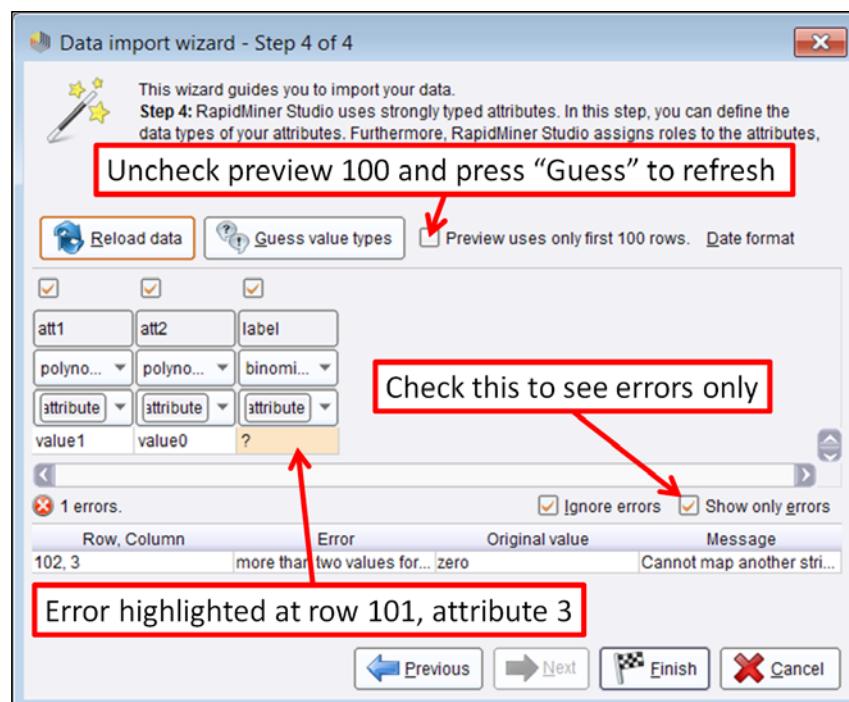 Data import wizard - Step 4 of 4
This wizard guides you to import your data.
Step 4: RapidMiner Studio uses strongly typed attributes. In this step, you can define the
data types of your attributes. Furthermore, RapidMiner Studio assigns roles to the attributes,
Uncheck preview 100 and press “Guess” to refresh
Reload data Guess value types Preview uses only first 100 rows. Date format
att1 att2 label
polyno... polyno... binomi...
attribute attribute attribute
Check this to see errors only
value1 value0 ?
1 errors. Ignore errors Show only errors
Row, Column Error Original value Message
102, 3 more than two values for... zero Cannot map another stri...
Error highlighted at row 101, attribute 3
Previous Next Finish Cancel